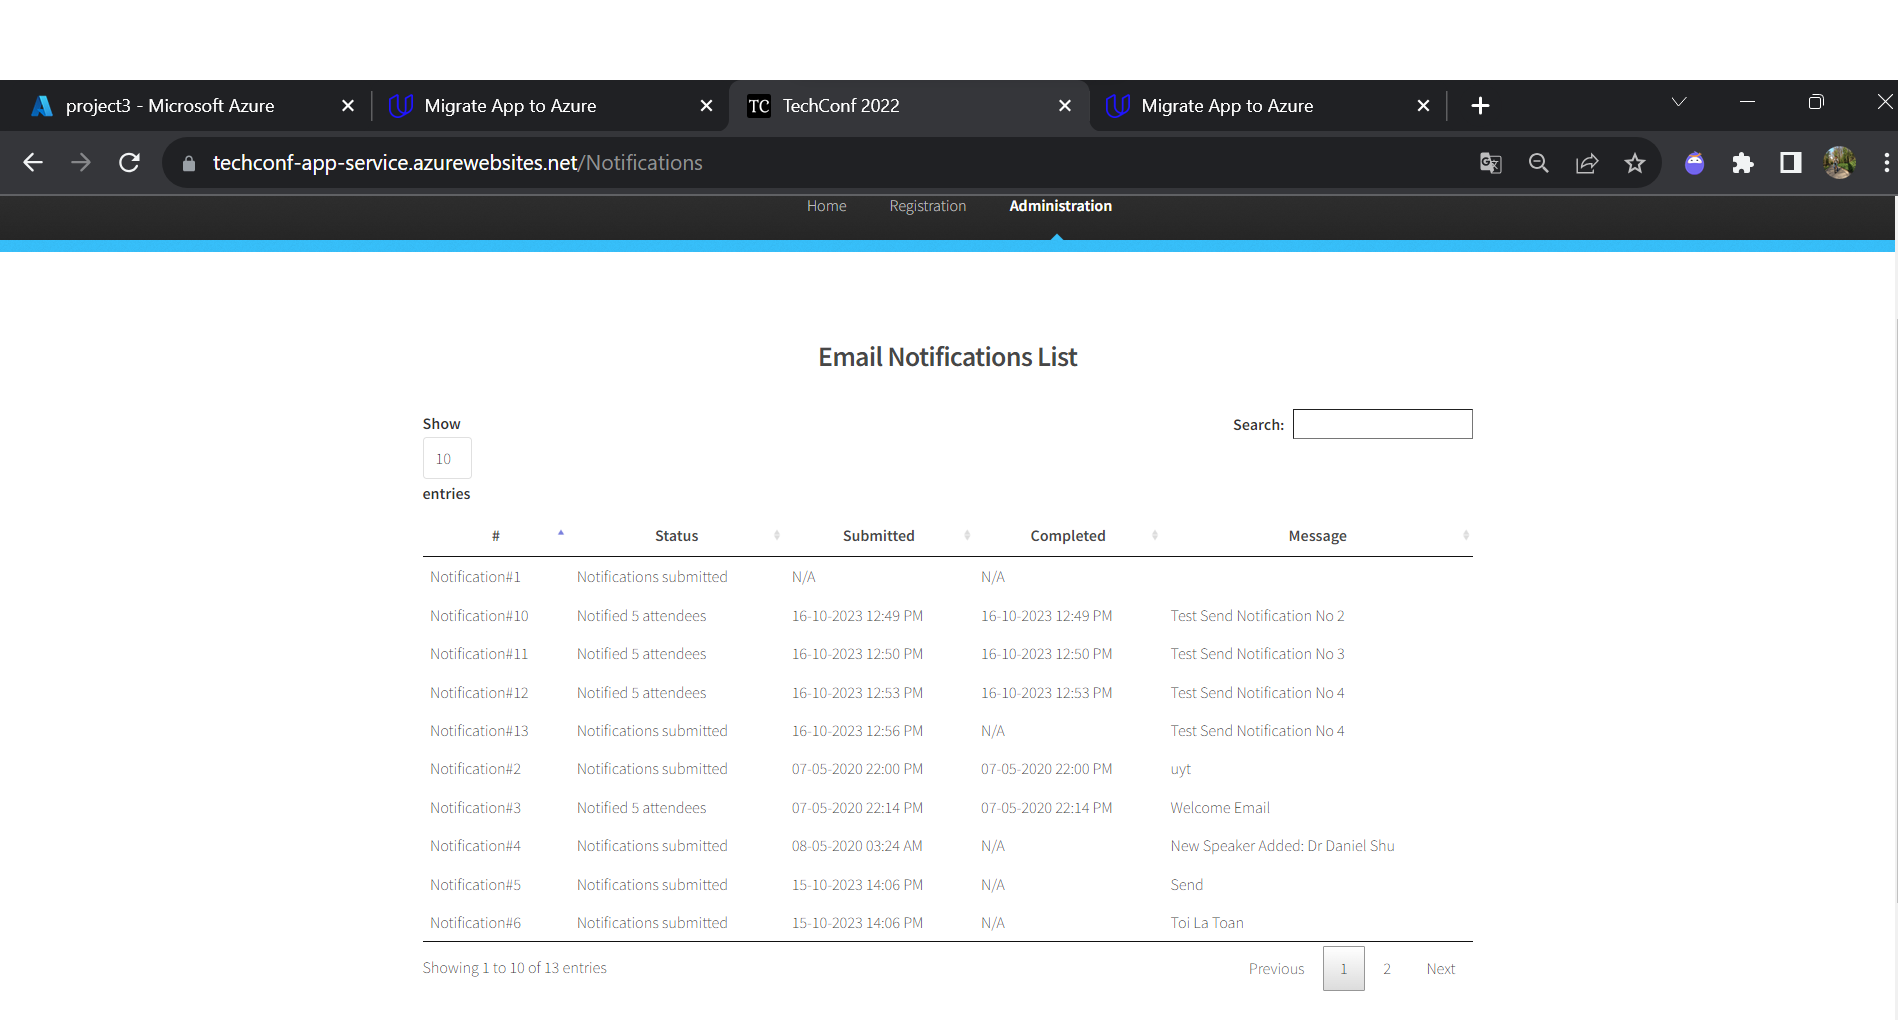 project3 - Microsoft Azure
Migrate App to Azure
TC TechConf 2022
Migrate App to Azure
techconf-app-service.azurewebsites.net/Notifications
Home Registration Administration
Email Notifications List
Show
10
entries
Search:
# Status Submitted Completed Message
Notification#1 Notifications submitted N/A N/A
Notification#10 Notified 5 attendees 16-10-2023 12:49 PM 16-10-2023 12:49 PM Test Send Notification No 2
Notification#11 Notified 5 attendees 16-10-2023 12:50 PM 16-10-2023 12:50 PM Test Send Notification No 3
Notification#12 Notified 5 attendees 16-10-2023 12:53 PM 16-10-2023 12:53 PM Test Send Notification No 4
Notification#13 Notifications submitted 16-10-2023 12:56 PM N/A Test Send Notification No 4
Notification#2 Notifications submitted 07-05-2020 22:00 PM 07-05-2020 22:00 PM uyt
Notification#3 Notified 5 attendees 07-05-2020 22:14 PM 07-05-2020 22:14 PM Welcome Email
Notification#4 Notifications submitted 08-05-2020 03:24 AM N/A New Speaker Added: Dr Daniel Shu
Notification#5 Notifications submitted 15-10-2023 14:06 PM N/A Send
Notification#6 Notifications submitted 15-10-2023 14:06 PM N/A Toi La Toan
Showing 1 to 10 of 13 entries
Previous 1 2 Next